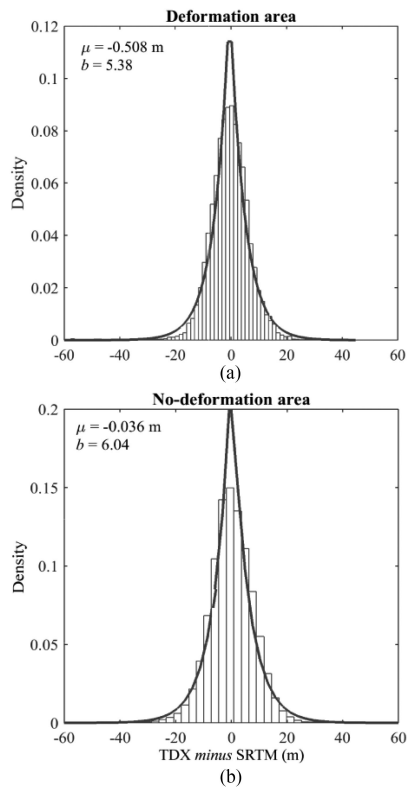 Deformation area
0.12
0.1
0.08
0.06
0.04
0.02
0
Density
μ = -0.508 m
b = 5.38
-60 -40 -20 0 20 40 60
(a)
No-deformation area
0.2
0.15
0.1
0.05
0
Density
μ = -0.036 m
b = 6.04
-60 -40 -20 0 20 40 60
TDX minus SRTM (m)
(b)